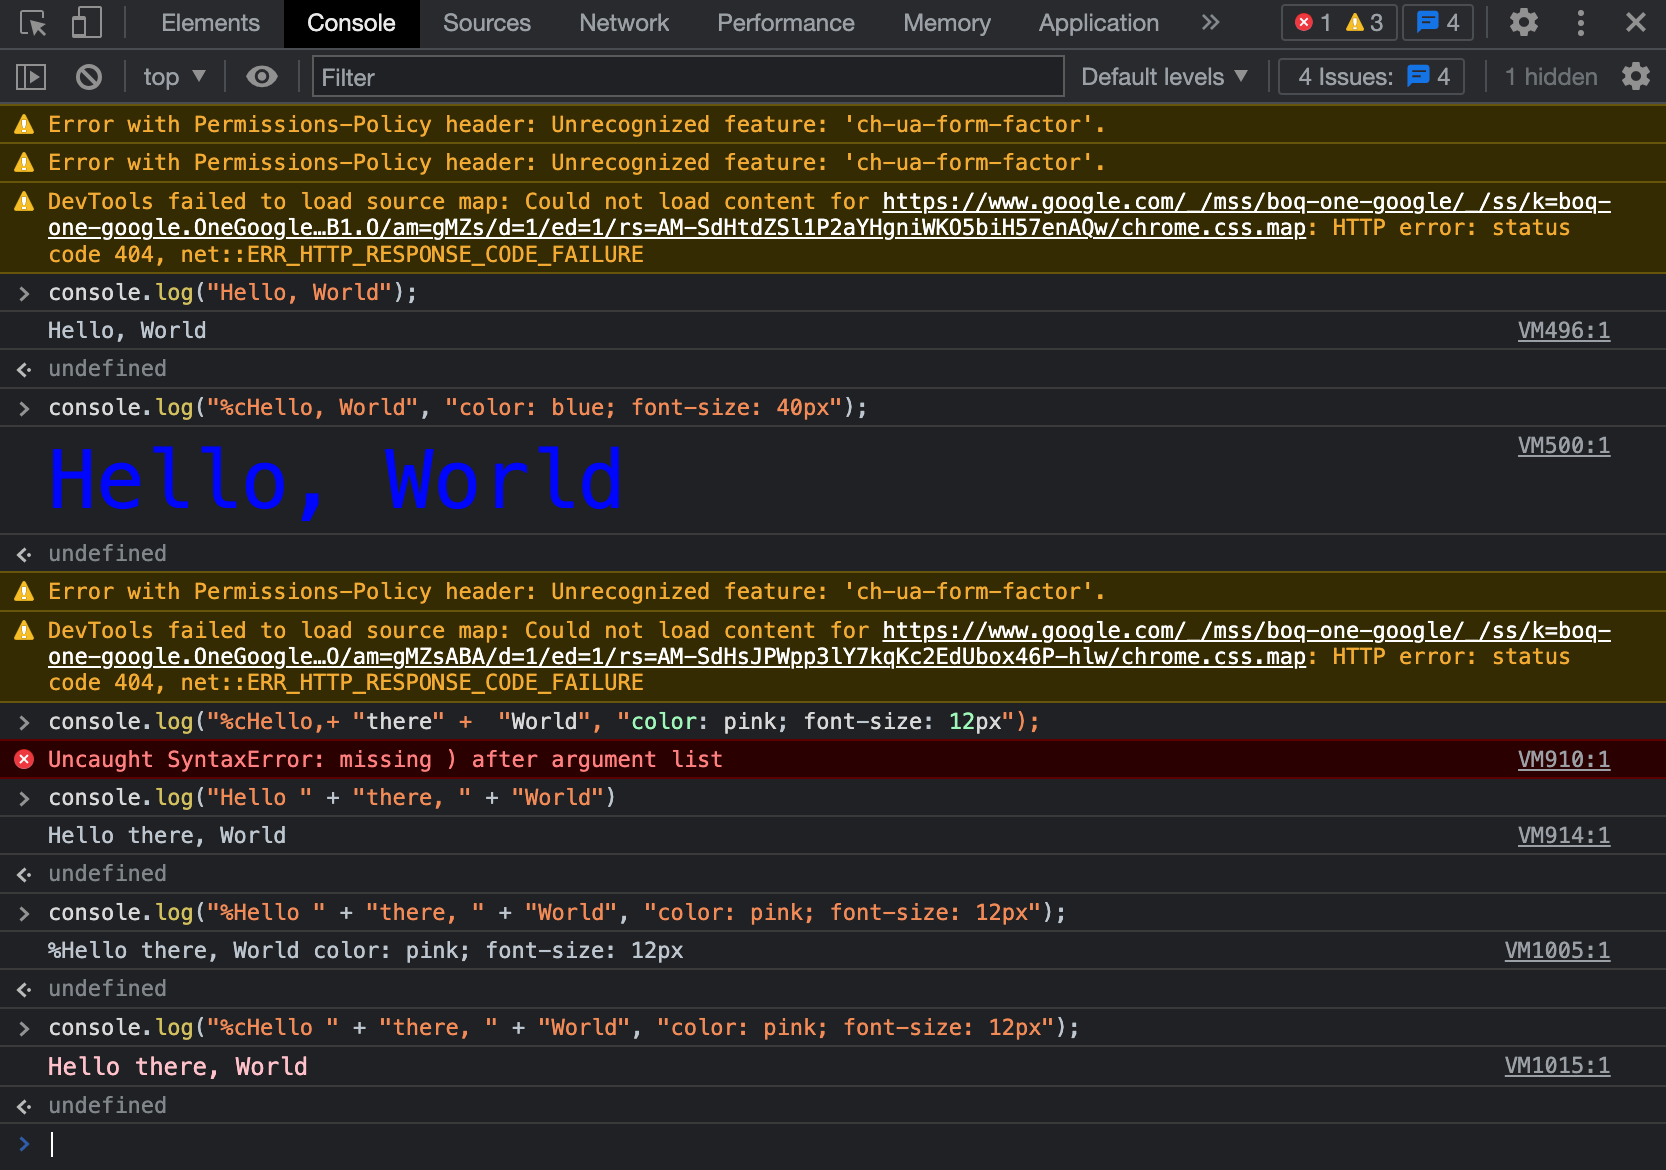 Elements Console Sources Network Performance Memory Application » 1 3 4
top ▼ Filter Default levels ▼ 4 Issues: 4 1 hidden
Error with Permissions-Policy header: Unrecognized feature: 'ch-ua-form-factor'.
Error with Permissions-Policy header: Unrecognized feature: 'ch-ua-form-factor'.
DevTools failed to load source map: Could not load content for https://www.google.com/_/mss/boq-one-google/_/ss/k=boq-
one-google.OneGoogle…B1.O/am=gMZs/d=1/ed=1/rs=AM-SdHtdZSl1P2aYHgniWKO5biH57enAQw/chrome.css.map: HTTP error: status
code 404, net::ERR_HTTP_RESPONSE_CODE_FAILURE
> console.log("Hello, World");
Hello, World VM496:1
undefined
> console.log("%cHello, World", "color: blue; font-size: 40px");
Hello, World VM500:1
undefined
Error with Permissions-Policy header: Unrecognized feature: 'ch-ua-form-factor'.
DevTools failed to load source map: Could not load content for https://www.google.com/_/mss/boq-one-google/_/ss/k=boq-
one-google.OneGoogle…O/am=gMZsABA/d=1/ed=1/rs=AM-SdHsJPWpp3lY7kqKc2EdUbox46P-hlw/chrome.css.map: HTTP error: status
code 404, net::ERR_HTTP_RESPONSE_CODE_FAILURE
> console.log("%cHello,+ "there" +  "World", "color: pink; font-size: 12px");
Uncaught SyntaxError: missing ) after argument list VM910:1
> console.log("Hello " + "there, " + "World")
Hello there, World VM914:1
undefined
> console.log("%Hello " + "there, " + "World", "color: pink; font-size: 12px");
%Hello there, World color: pink; font-size: 12px VM1005:1
undefined
> console.log("%cHello " + "there, " + "World", "color: pink; font-size: 12px");
Hello there, World VM1015:1
undefined
>